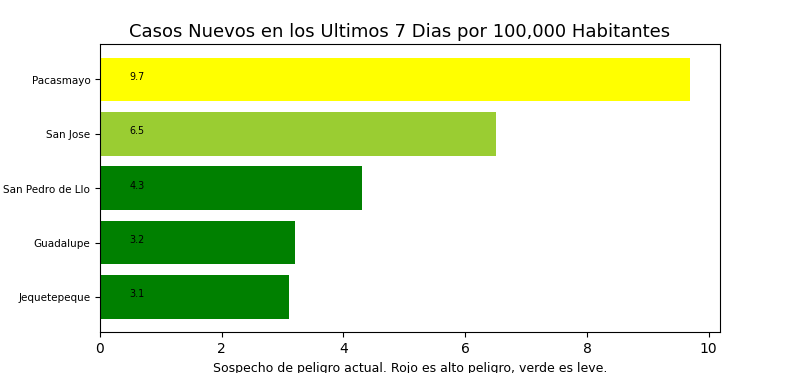 Casos Nuevos en los Ultimos 7 Dias por 100,000 Habitantes
Pacasmayo 9.7
San Jose 6.5
San Pedro de Llo 4.3
Guadalupe 3.2
Jequetepeque 3.1
0 2 4 6 8 10
Sospecho de peligro actual. Rojo es alto peligro, verde es leve.